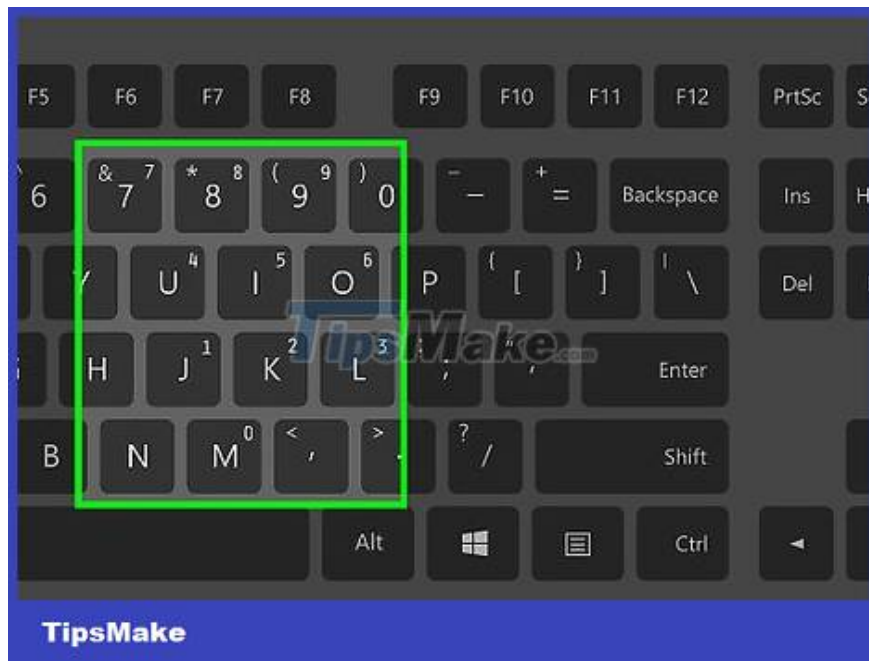 F5 F6 F7 F8 F9 F10 F11 F12 PrtSc S
^ 6 & 7 7 * 8 8 ( 9 9 ) 0 _ - + = Backspace Ins H
Y U 4 I 5 O 6 P { [ } ] | \ Del
G H J 1 K 2 L 3 : ; " ' Enter
TipsMake.com
B N M 0 < , > . ? / Shift
Alt Ctrl ◄
TipsMake